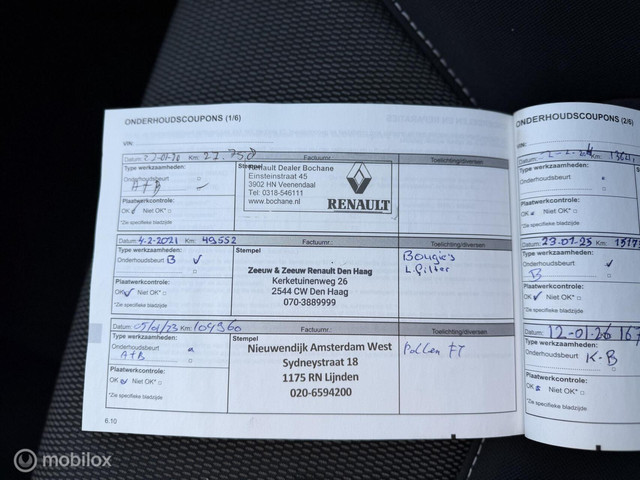 ONDERHOUDSCOUPONS (1/6)
VIN:
Datum: Km: 27.750 Factuurnr.: Toelichting/diversen
Type werkzaamheden:
Onderhoudsbeurt
A+B
Plaatwerkcontrole:
OK Niet OK*
*Zie specifieke bladzijde
Renault Dealer Bochane
Einsteinstraat 45
3902 HN Veenendaal
Tel: 0318-546111
www.bochane.nl
RENAULT
Datum: 4-2-2021 Km: 49552 Factuurnr.: Toelichting/diversen
Type werkzaamheden:
Onderhoudsbeurt B
Plaatwerkcontrole:
OK Niet OK*
*Zie specifieke bladzijde
Stempel
Zeeuw & Zeeuw Renault Den Haag
Kerketuinenweg 26
2544 CW Den Haag
070-3889999
Bougie's
L. filter
Datum: 05/01/23 Km: 109360 Factuurnr.: Toelichting/diversen
Type werkzaamheden:
Onderhoudsbeurt
A+B
Plaatwerkcontrole:
OK Niet OK*
*Zie specifieke bladzijde
Stempel
Nieuwendijk Amsterdam West
Sydneystraat 18
1175 RN Lijnden
020-6594200
Pollen
6.10
ONDERHOUDSCOUPONS (2/6)
VIN:
Km:
Type werkzaamheden:
Onderhoudsbeurt
Plaatwerkcontrole:
OK Niet OK*
*Zie specifieke bladzijde
Datum: 23-01-25 Km:
Type werkzaamheden:
Onderhoudsbeurt
B
Plaatwerkcontrole:
OK Niet OK*
*Zie specifieke bladzijde
Datum: 12-01-26
Type werkzaamheden:
Onderhoudsbeurt K-B
Plaatwerkcontrole:
OK Niet OK*
*Zie specifieke bladzijde
mobilox